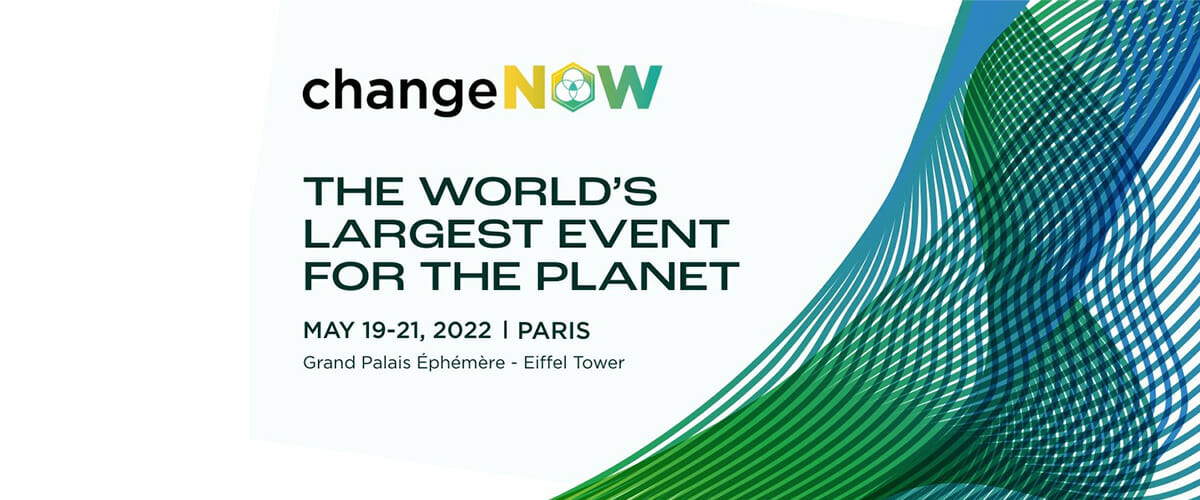 changeNOW
THE WORLD'S
LARGEST EVENT
FOR THE PLANET
MAY 19-21, 2022 | PARIS
Grand Palais Éphémère - Eiffel Tower